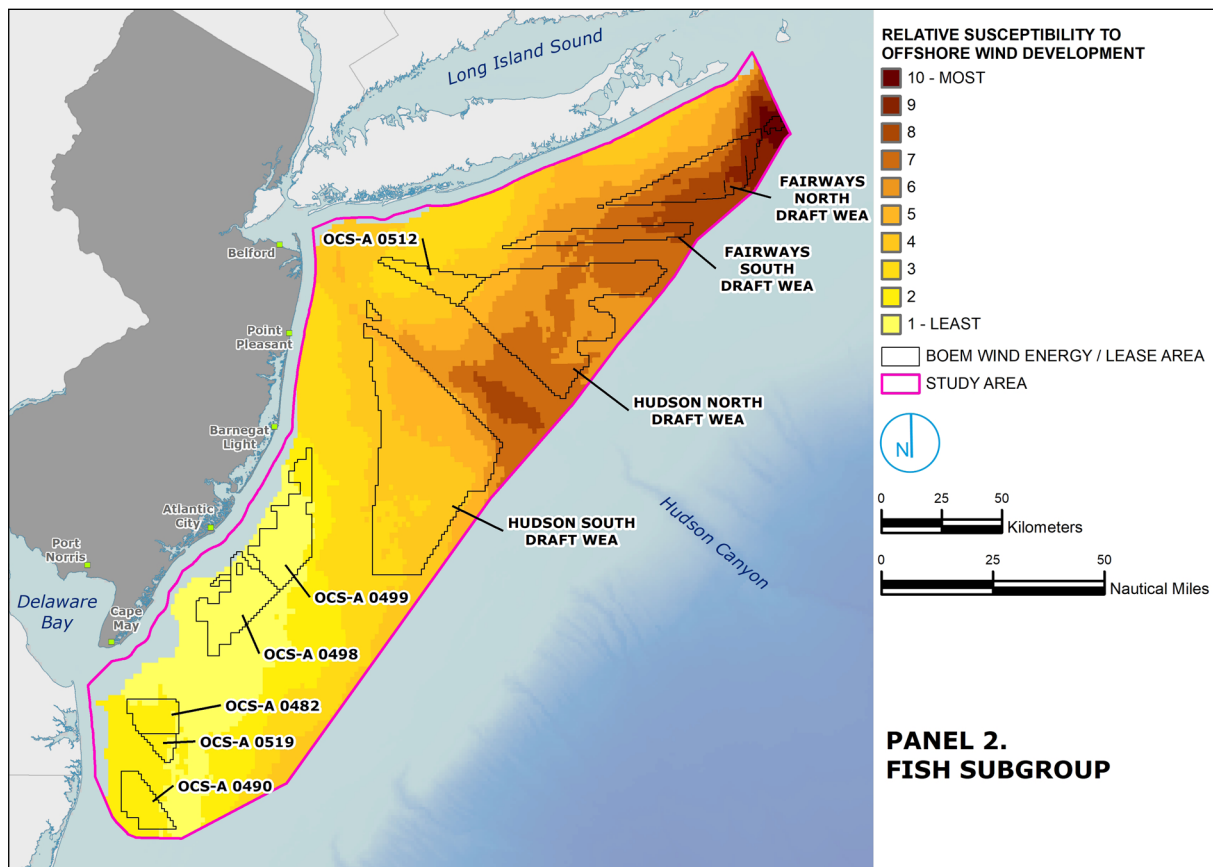 Long Island Sound
FAIRWAYS
NORTH
DRAFT WEA
FAIRWAYS
SOUTH
DRAFT WEA
OCS-A 0512
Belford
Point
Pleasant
HUDSON NORTH
DRAFT WEA
Barnegat
Light
Atlantic
City
HUDSON SOUTH
DRAFT WEA
Hudson Canyon
Port
Norris
Delaware
Bay
Cape
May
OCS-A 0499
OCS-A 0498
OCS-A 0482
OCS-A 0519
OCS-A 0490
RELATIVE SUSCEPTIBILITY TO
OFFSHORE WIND DEVELOPMENT
10 - MOST
9
8
7
6
5
4
3
2
1 - LEAST
BOEM WIND ENERGY / LEASE AREA
STUDY AREA
N
0 25 50
Kilometers
0 25 50
Nautical Miles
PANEL 2.
FISH SUBGROUP